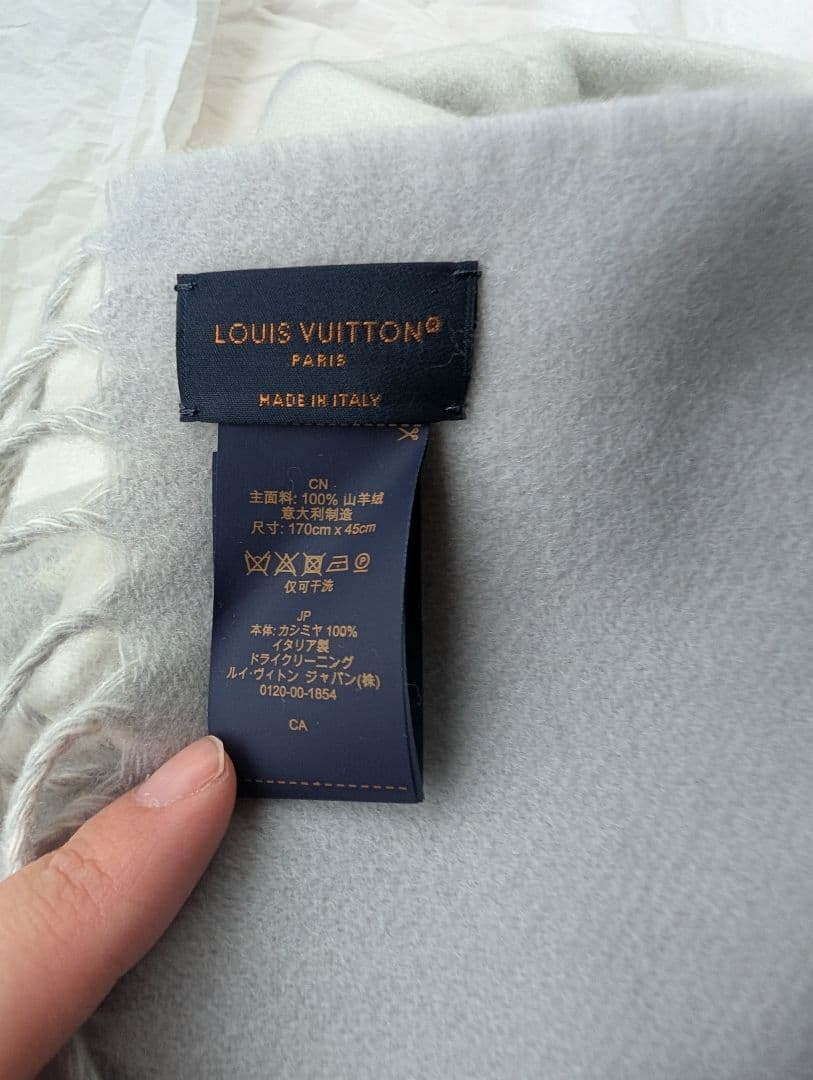 LOUIS VUITTON®
PARIS
MADE IN ITALY
CN
主面料: 100% 山羊绒
意大利制造
尺寸: 170cm x 45cm
仅可干洗
JP
本体: カシミヤ 100%
イタリア製
ドライクリーニング
ルイ・ヴィトン ジャパン(株)
0120-00-1854
CA